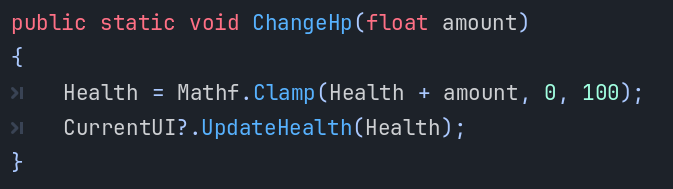 public static void ChangeHp(float amount)
{
    Health = Mathf.Clamp(Health + amount, 0, 100);
    CurrentUI?.UpdateHealth(Health);
}